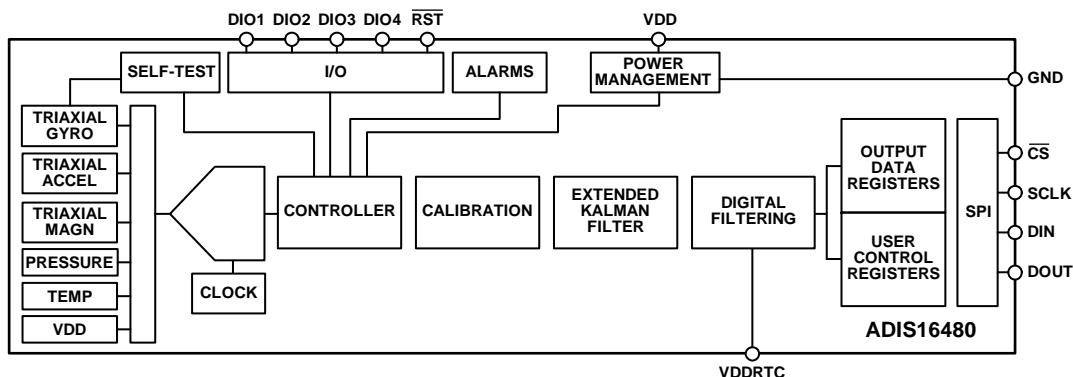 DIO1 DIO2 DIO3 DIO4 RST VDD
SELF-TEST
I/O
ALARMS
POWER
MANAGEMENT
GND
TRIAXIAL
GYRO
TRIAXIAL
ACCEL
TRIAXIAL
MAGN
PRESSURE
TEMP
VDD
CLOCK
CONTROLLER
CALIBRATION
EXTENDED
KALMAN
FILTER
DIGITAL
FILTERING
OUTPUT
DATA
REGISTERS
USER
CONTROL
REGISTERS
SPI
CS
SCLK
DIN
DOUT
ADIS16480
VDDRTC